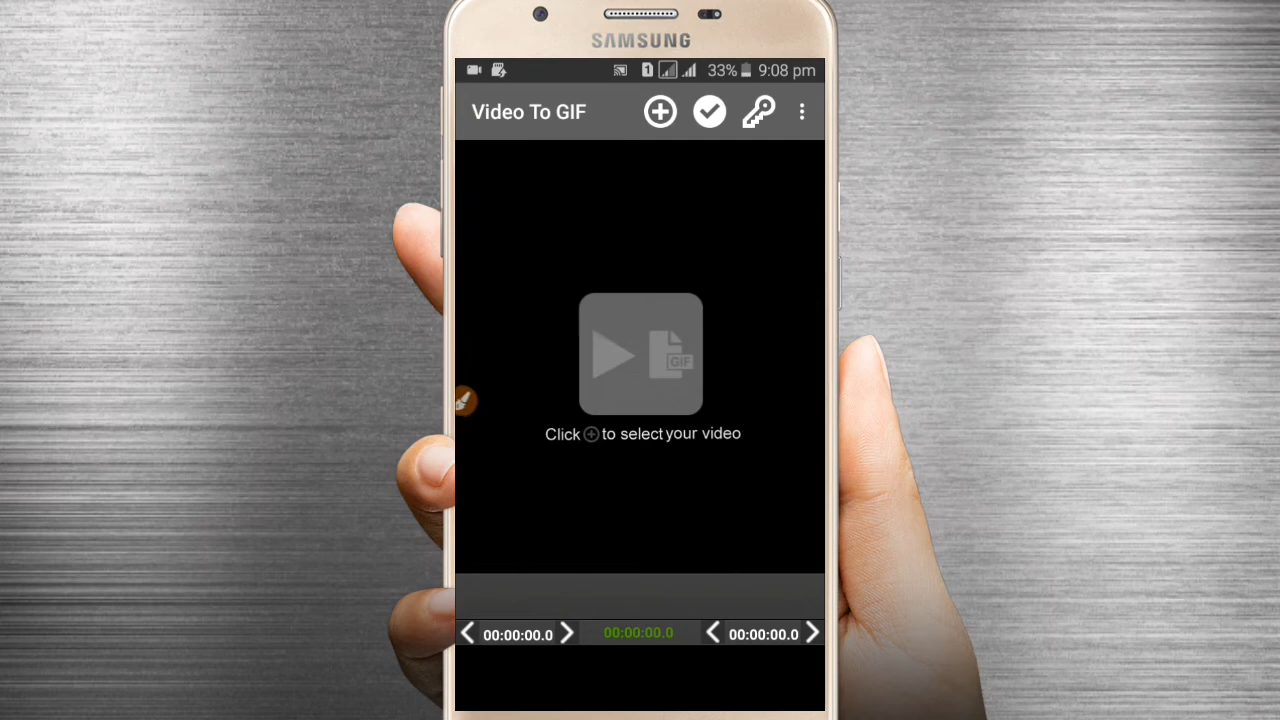 SAMSUNG
1 33% 9:08 pm
Video To GIF
GIF
Click to select your video
00:00:00.0 00:00:00.0 00:00:00.0